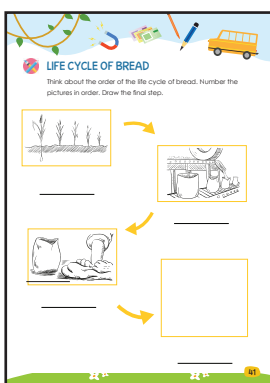 LIFE CYCLE OF BREAD
Think about the order of the life cycle of bread. Number the
pictures in order. Draw the final step.
41